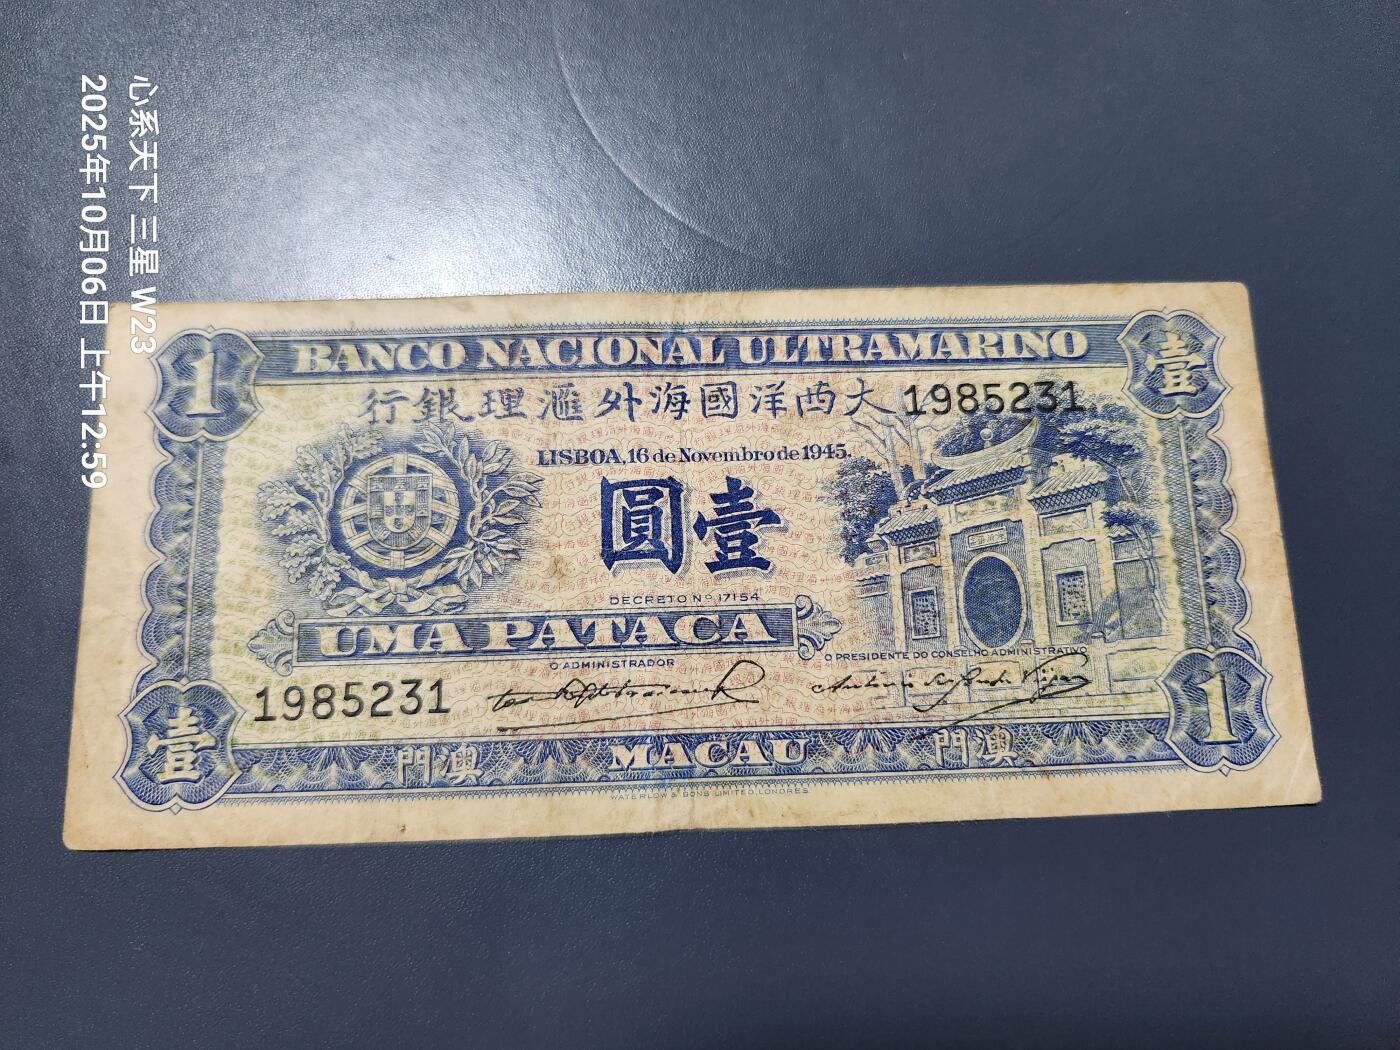 心系天下 三星 W23
2025年10月06日 上午12:59
1
BANCO NACIONAL ULTRAMARINO
壹
行銀理滙外海國洋西大
1985231
LISBOA, 16 de Novembro de 1945.
圓壹
DECRETO Nº 17154
UMA PATACA
O ADMINISTRADOR
O PRESIDENTE DO CONSELHO ADMINISTRATIVO
1985231
壹
門澳
MACAU
門澳
1
WATERLOW & SONS LIMITED, LONDRES